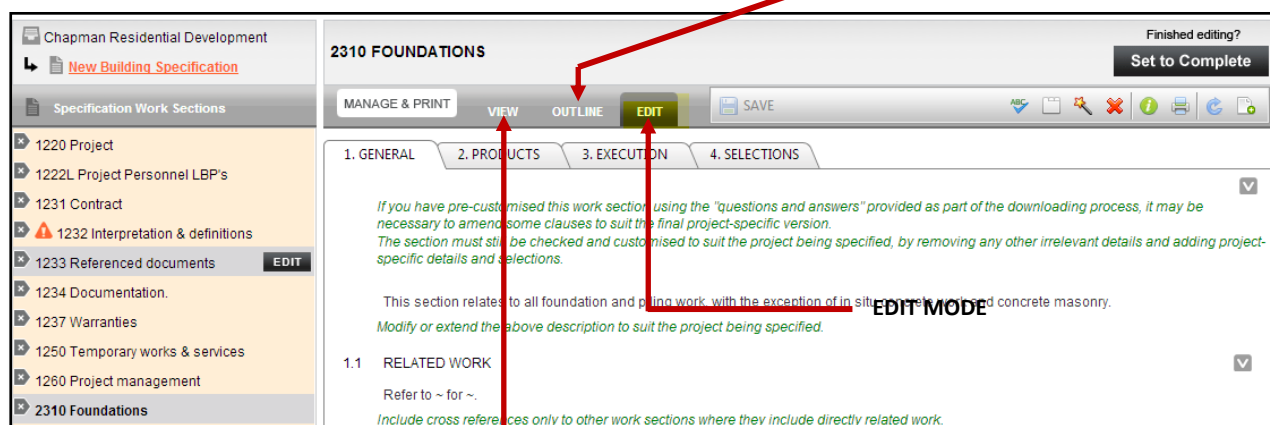 Chapman Residential Development
New Building Specification
Specification Work Sections
1220 Project
1222L Project Personnel LBP's
1231 Contract
1232 Interpretation & definitions
1233 Referenced documents EDIT
1234 Documentation.
1237 Warranties
1250 Temporary works & services
1260 Project management
2310 Foundations
2310 FOUNDATIONS
Finished editing?
Set to Complete
MANAGE & PRINT VIEW OUTLINE EDIT SAVE ABC
1. GENERAL 2. PRODUCTS 3. EXECUTION 4. SELECTIONS
If you have pre-customised this work section using the "questions and answers" provided as part of the downloading process, it may be
necessary to amend some clauses to suit the final project-specific version.
The section must still be checked and customised to suit the project being specified, by removing any other irrelevant details and adding project-
specific details and selections.
This section relates to all foundation and piling work, with the exception of in situ concrete work and concrete masonry.
EDIT MODE
Modify or extend the above description to suit the project being specified.
1.1 RELATED WORK
Refer to ~ for ~.
Include cross references only to other work sections where they include directly related work.